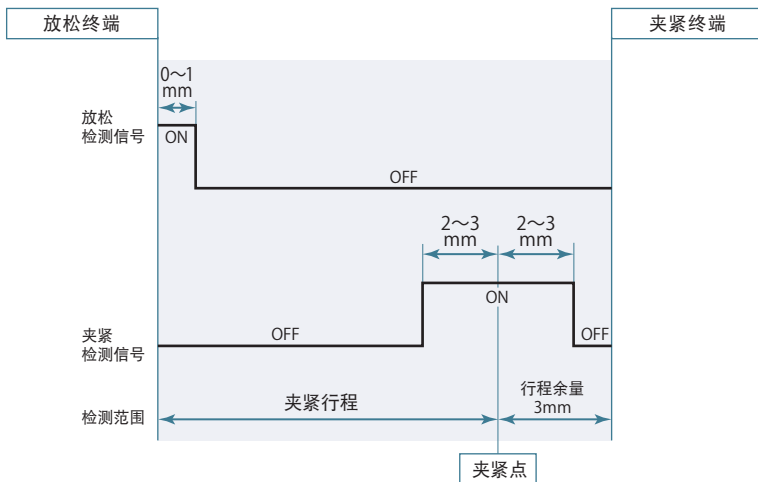 放松终端
夹紧终端
0～1
mm
放松
检测信号
ON
OFF
2～3
mm
2～3
mm
ON
夹紧
检测信号
OFF
OFF
检测范围
夹紧行程
行程余量
3mm
夹紧点